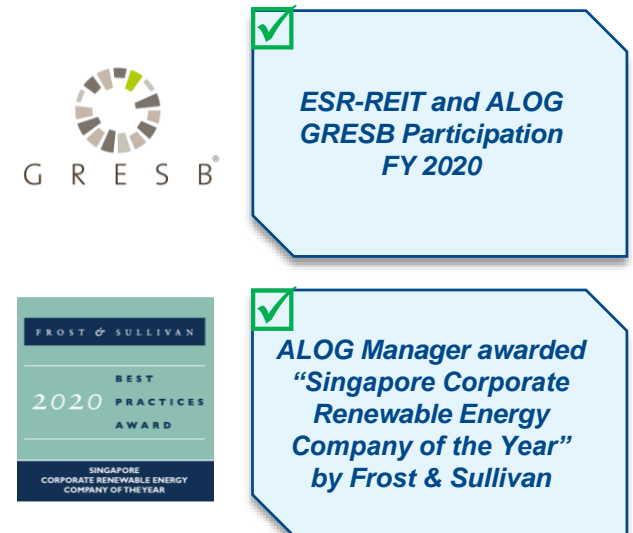 GRESB®
ESR-REIT and ALOG
GRESB Participation
FY 2020
FROST & SULLIVAN
2020
BEST
PRACTICES
AWARD
SINGAPORE
CORPORATE RENEWABLE ENERGY
COMPANY OF THE YEAR
ALOG Manager awarded
“Singapore Corporate
Renewable Energy
Company of the Year”
by Frost & Sullivan